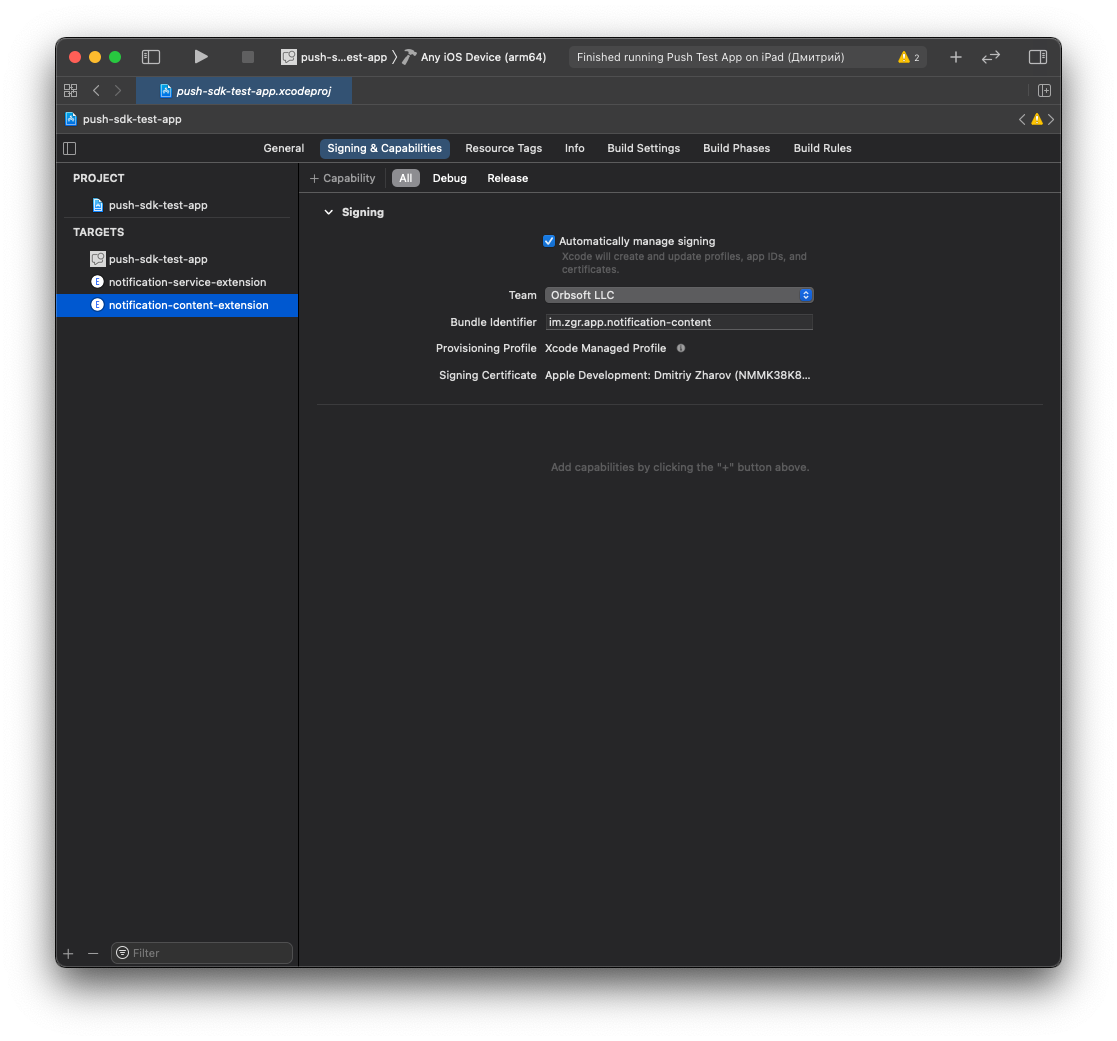 push-s...est-app
Any iOS Device (arm64)
Finished running Push Test App on iPad (Дмитрий)
2
push-sdk-test-app.xcodeproj
push-sdk-test-app
General
Signing & Capabilities
Resource Tags
Info
Build Settings
Build Phases
Build Rules
PROJECT
push-sdk-test-app
TARGETS
push-sdk-test-app
notification-service-extension
notification-content-extension
+ Capability
All
Debug
Release
Signing
Automatically manage signing
Xcode will create and update profiles, app IDs, and
certificates.
Team Orbsoft LLC
Bundle Identifier im.zgr.app.notification-content
Provisioning Profile Xcode Managed Profile
Signing Certificate Apple Development: Dmitriy Zharov (NMMK38K8...
Add capabilities by clicking the "+" button above.
Filter